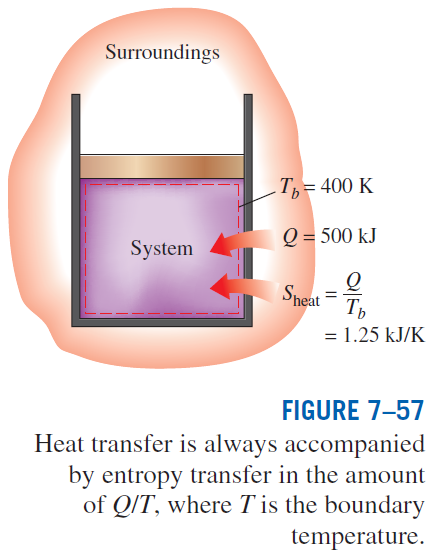 Surroundings
T_b = 400 K
Q = 500 kJ
System
S_heat = Q/T_b
= 1.25 kJ/K
FIGURE 7–57
Heat transfer is always accompanied
by entropy transfer in the amount
of Q/T, where T is the boundary
temperature.